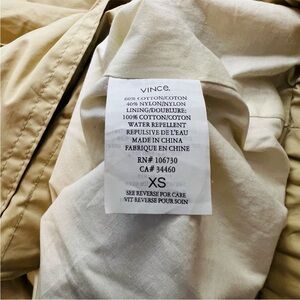 VINCE.
60% COTTON/COTON
40% NYLON/NYLON
LINING/DOUBLURE:
100% COTTON/COTON
WATER REPELLENT
REPULSIVE DE L'EAU
MADE IN CHINA
FABRIQUE EN CHINE
RN# 106730
CA# 34460
XS
SEE REVERSE FOR CARE
VIT REVERSE POUR SOIN